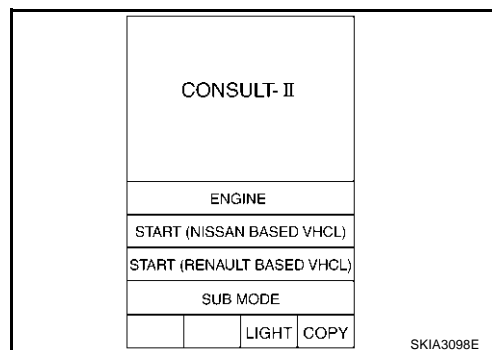 CONSULT-II
ENGINE
START (NISSAN BASED VHCL)
START (RENAULT BASED VHCL)
SUB MODE
LIGHT COPY
SKIA3098E